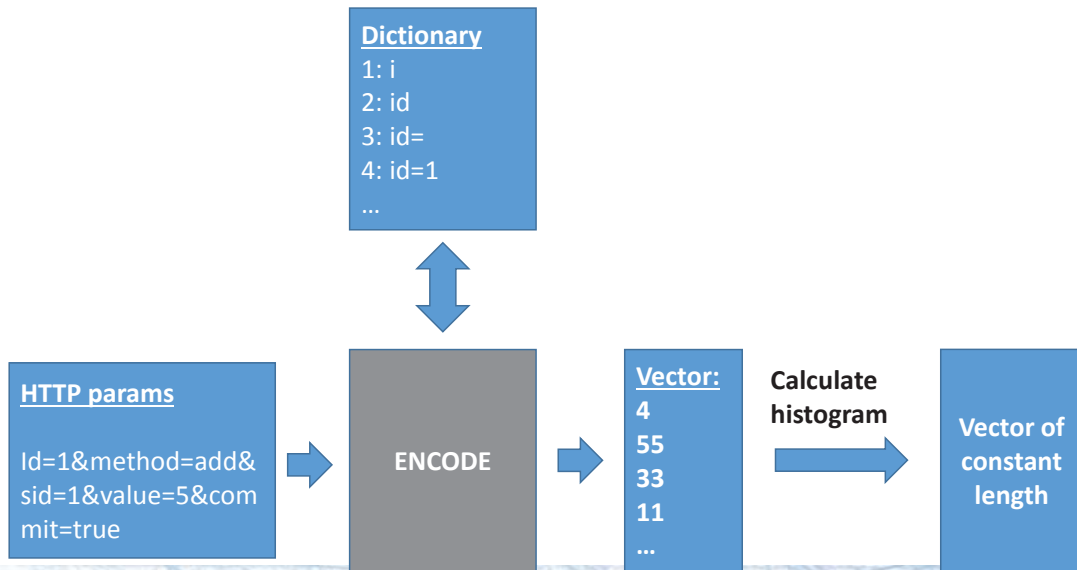 Dictionary
1: i
2: id
3: id=
4: id=1
...
HTTP params
Id=1&method=add&
sid=1&value=5&com
mit=true
ENCODE
Vector:
4
55
33
11
...
Calculate
histogram
Vector of
constant
length